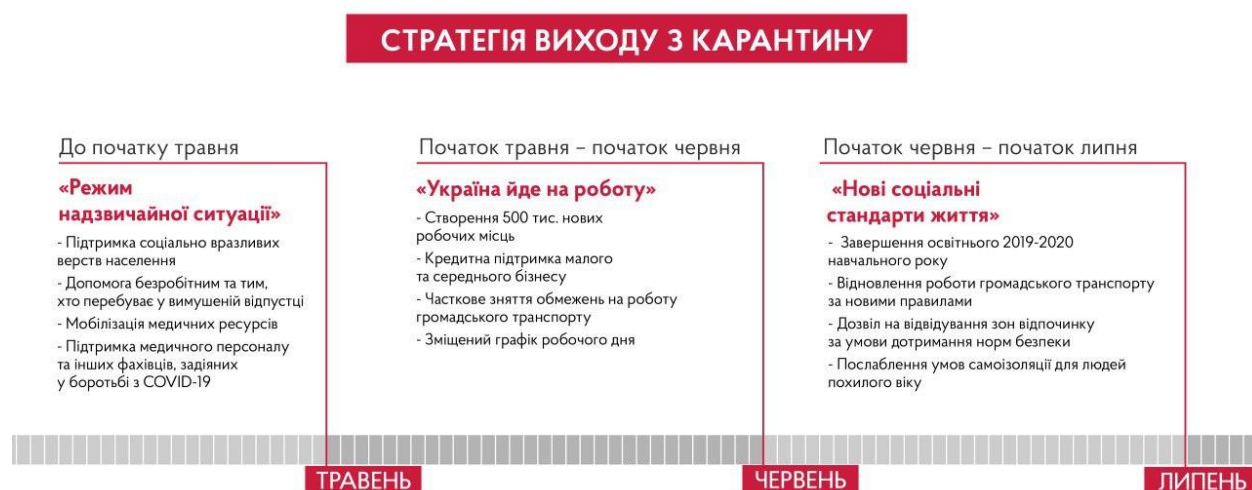 СТРАТЕГІЯ ВИХОДУ З КАРАНТИНУ
До початку травня
«Режим
надзвичайної ситуації»
- Підтримка соціально вразливих
верств населення
- Допомога безробітним та тим,
хто перебуває у вимушеній відпустці
- Мобілізація медичних ресурсів
- Підтримка медичного персоналу
та інших фахівців, задіяних
у боротьбі з COVID-19
Початок травня – початок червня
«Україна йде на роботу»
- Створення 500 тис. нових
робочих місць
- Кредитна підтримка малого
та середнього бізнесу
- Часткове зняття обмежень на роботу
громадського транспорту
- Зміщений графік робочого дня
Початок червня – початок липня
«Нові соціальні
стандарти життя»
- Завершення освітнього 2019-2020
навчального року
- Відновлення роботи громадського транспорту
за новими правилами
- Дозвіл на відвідування зон відпочинку
за умови дотримання норм безпеки
- Послаблення умов самоізоляції для людей
похилого віку
ТРАВЕНЬ
ЧЕРВЕНЬ
ЛИПЕНЬ